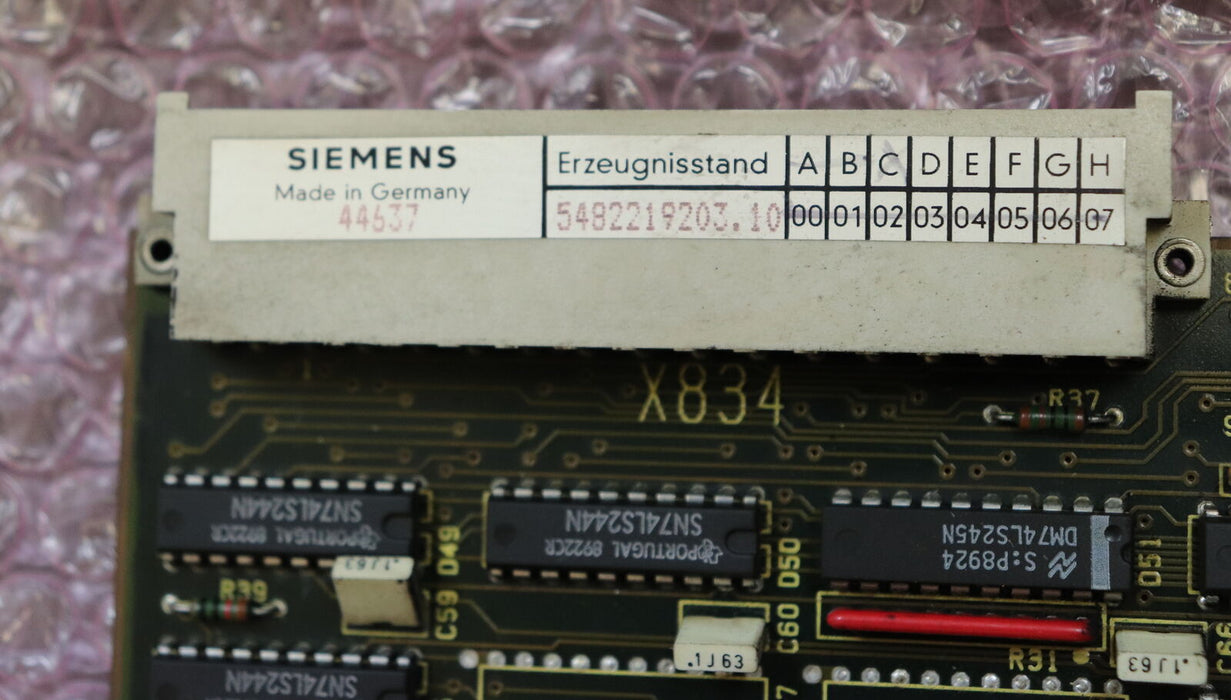 SIEMENS
Made in Germany
44637
Erzeugnisstand A B C D E F G H
5482219203.10 00 01 02 03 04 05 06 07
X834
R37
SN74LS244N
PORTUGAL 8922CR
D49
SN74LS244N
PORTUGAL 8922CR
D50
DM74LS245N
S:P8924
D51
.1J63
R39
C59
C60
.1J63
R31
63
SN74LS244N